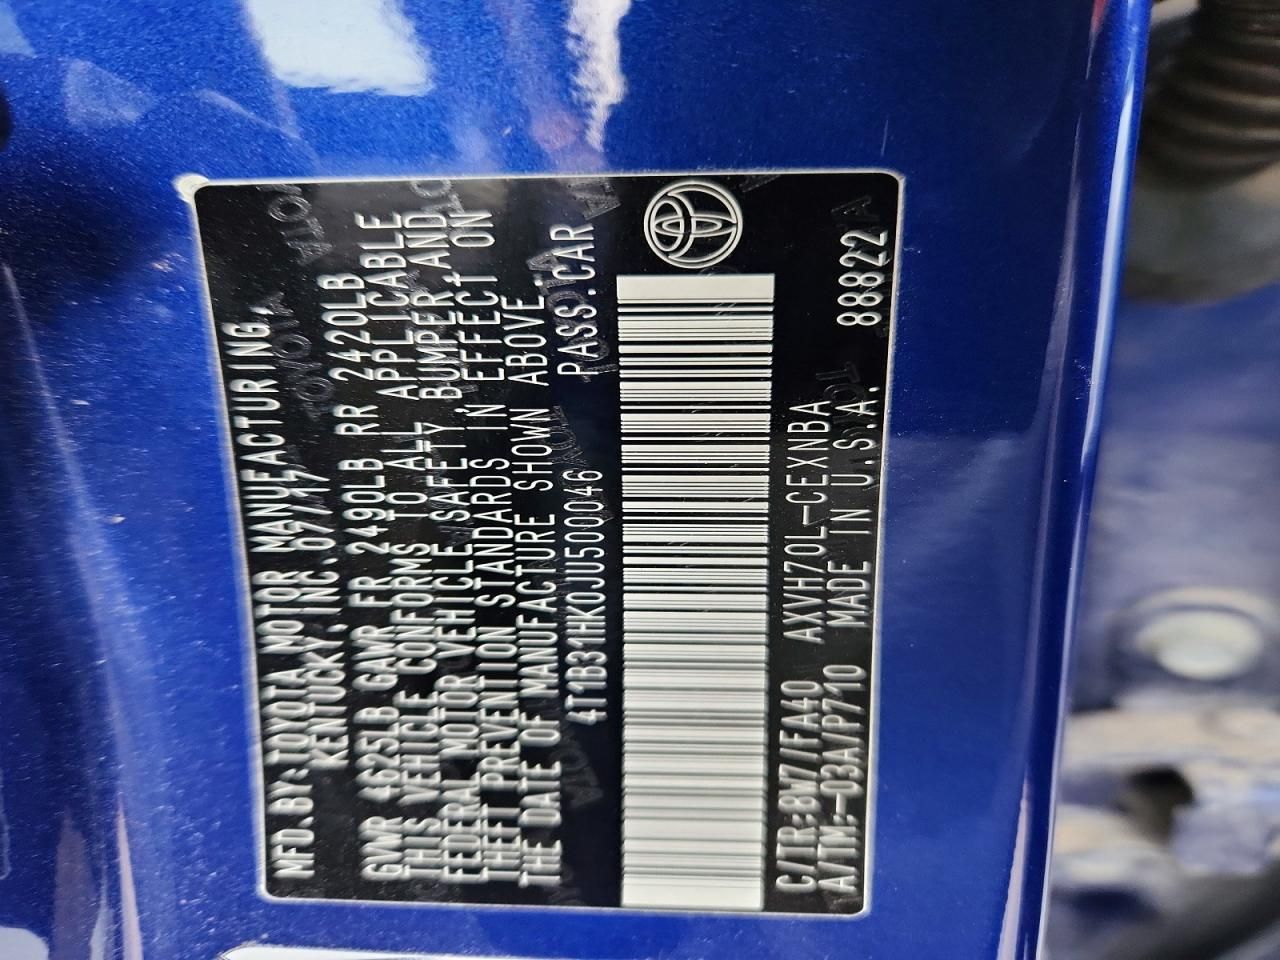 MFD.BY:TOYOTA MOTOR MANUFACTURING,
KENTUCKY,INC. 07/17
GVWR 4625LB GAWR FR 2490LB RR 2420LB
THIS VEHICLE CONFORMS TO ALL APPLICABLE
FEDERAL MOTOR VEHICLE SAFETY, BUMPER AND
THEFT PREVENTION STANDARDS IN EFFECT ON
THE DATE OF MANUFACTURE SHOWN ABOVE.
4T1B31HK0JU500046 PASS.CAR
C/TR:8W7/FA40 AXVH70L-CEXNBA 88822
A/TM:-03A/P710 MADE IN U.S.A.